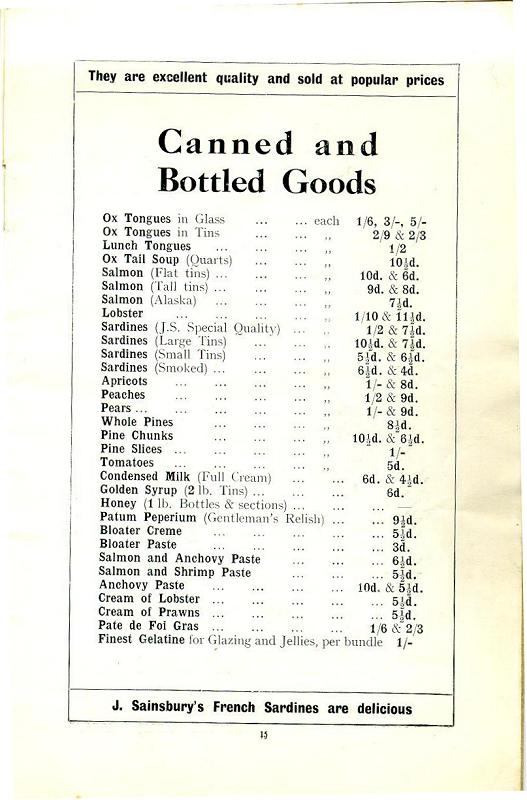 They are excellent quality and sold at popular prices
Canned and
Bottled Goods
Ox Tongues in Glass ... ... each 1/6, 3/-, 5/-
Ox Tongues in Tins ... ... ,, 2/9 & 2/3
Lunch Tongues ... ... ... ,, 1/2
Ox Tail Soup (Quarts) ... ... ,, 10½d.
Salmon (Flat tins) ... ... ... ,, 10d. & 6d.
Salmon (Tall tins) ... ... ... ,, 9d. & 8d.
Salmon (Alaska) ... ... ... ,, 7½d.
Lobster ... ... ... ... ,, 1/10 & 11½d.
Sardines (J.S. Special Quality) ... ,, 1/2 & 7½d.
Sardines (Large Tins) ... ... ,, 10½d. & 7½d.
Sardines (Small Tins) ... ... ,, 5½d. & 6½d.
Sardines (Smoked) ... ... ... ,, 6½d. & 4d.
Apricots ... ... ... ... ,, 1/- & 8d.
Peaches ... ... ... ... ,, 1/2 & 9d.
Pears ... ... ... ... ... ,, 1/- & 9d.
Whole Pines ... ... ... ,, 8½d.
Pine Chunks ... ... ... ,, 10½d. & 6½d.
Pine Slices ... ... ... ... ,, 1/-
Tomatoes ... ... ... ... ,, 5d.
Condensed Milk (Full Cream) ... ... 6d. & 4½d.
Golden Syrup (2 lb. Tins) ... ... ... 6d.
Honey (1 lb. Bottles & sections) ... ... ... —
Patum Peperium (Gentleman's Relish) ... ... 9½d.
Bloater Creme ... ... ... ... ... 5½d.
Bloater Paste ... ... ... ... ... 3d.
Salmon and Anchovy Paste ... ... ... 6½d.
Salmon and Shrimp Paste ... ... ... 5½d.
Anchovy Paste ... ... ... ... 10d. & 5½d.
Cream of Lobster ... ... ... ... ... 5½d.
Cream of Prawns ... ... ... ... ... 5½d.
Pate de Foi Gras ... ... ... ... 1/6 & 2/3
Finest Gelatine for Glazing and Jellies, per bundle 1/-
J. Sainsbury's French Sardines are delicious
15